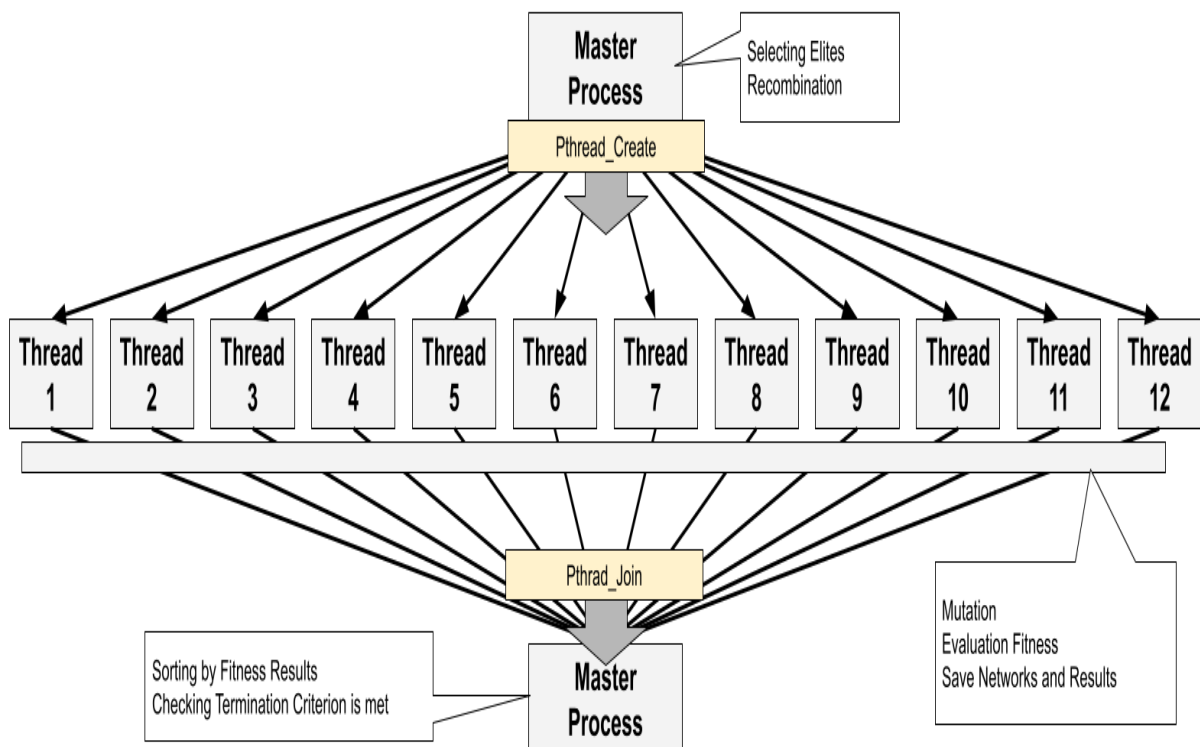 Master
Process
Selecting Elites
Recombination
Pthread_Create
Thread
1
Thread
2
Thread
3
Thread
4
Thread
5
Thread
6
Thread
7
Thread
8
Thread
9
Thread
10
Thread
11
Thread
12
Pthrad_Join
Mutation
Evaluation Fitness
Save Networks and Results
Sorting by Fitness Results
Checking Termination Criterion is met
Master
Process